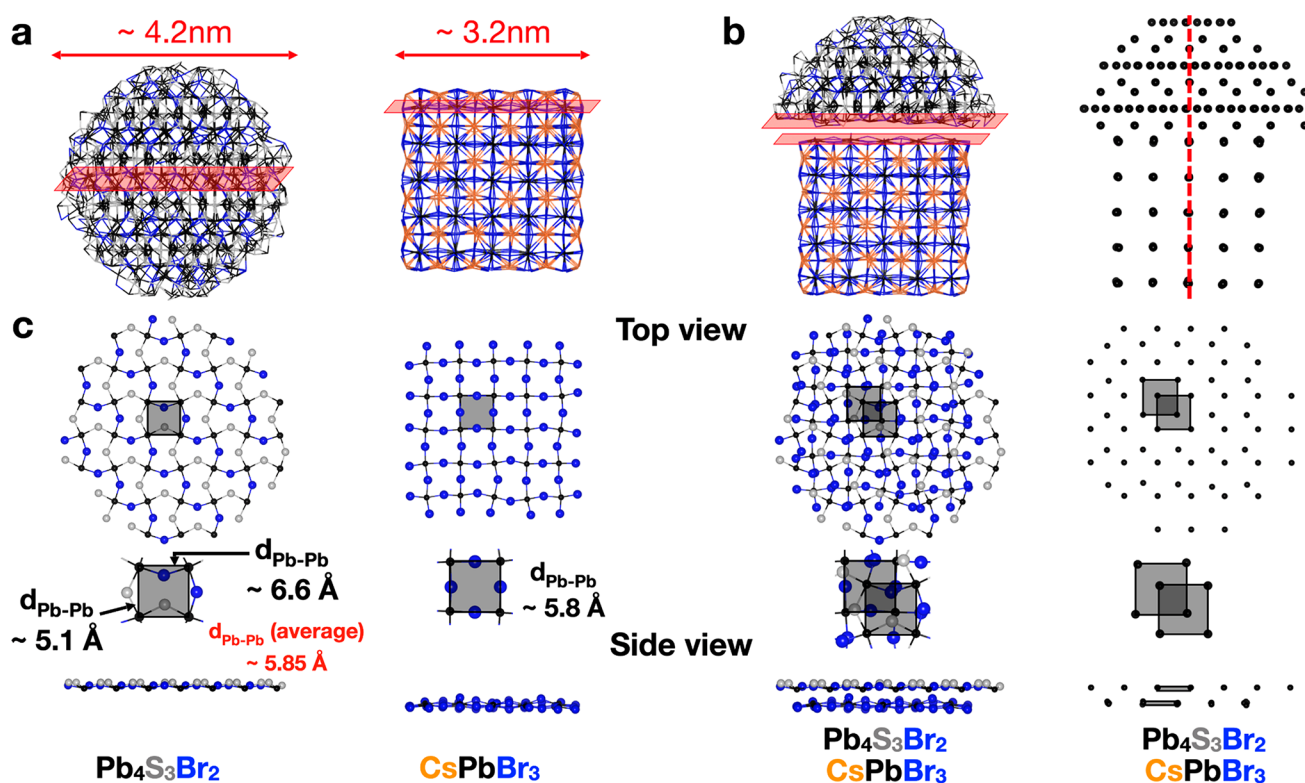 a
~ 4.2nm
~ 3.2nm
b
c
Top view
d_Pb-Pb
~ 6.6 Å
d_Pb-Pb
~ 5.1 Å
d_Pb-Pb (average)
~ 5.85 Å
d_Pb-Pb
~ 5.8 Å
Side view
Pb₄S₃Br₂
CsPbBr₃
Pb₄S₃Br₂
CsPbBr₃
Pb₄S₃Br₂
CsPbBr₃